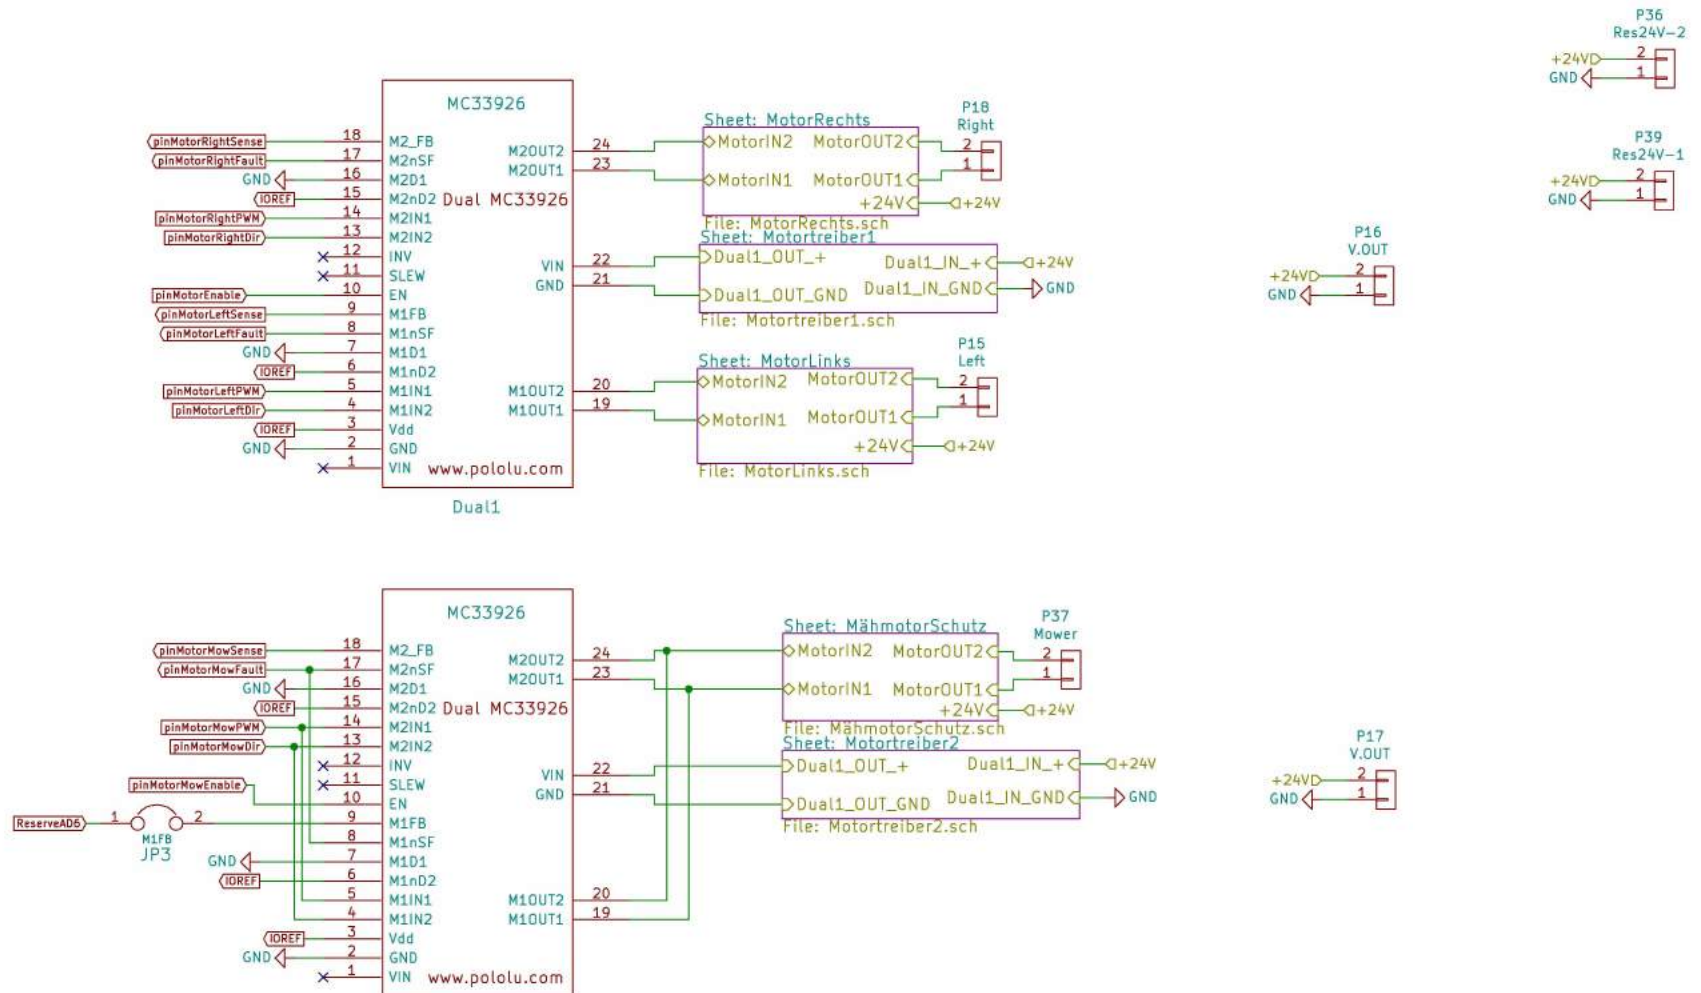 P36
Res24V-2
+24V 2
GND 1
P39
Res24V-1
+24V 2
GND 1
P16
V.OUT
+24V 2
GND 1
MC33926
pinMotorRightSense 18 M2_FB
pinMotorRightFault 17 M2nSF
GND 16 M2D1
IOREF 15 M2nD2
Dual MC33926
pinMotorRightPWM 14 M2IN1
pinMotorRightDir 13 M2IN2
12 INV
11 SLEW
pinMotorEnable 10 EN
pinMotorLeftSense 9 M1FB
pinMotorLeftFault 8 M1nSF
GND 7 M1D1
IOREF 6 M1nD2
pinMotorLeftPWM 5 M1IN1
pinMotorLeftDir 4 M1IN2
IOREF 3 Vdd
GND 2 GND
1 VIN
www.pololu.com
Dual1
M2OUT2 24
M2OUT1 23
VIN 22
GND 21
M1OUT2 20
M1OUT1 19
Sheet: MotorRechts
MotorIN2 MotorOUT2
MotorIN1 MotorOUT1
+24V +24V
File: MotorRechts.sch
P18
Right
2
1
Sheet: Motortreiber1
Dual1_OUT_+ Dual1_IN_+ +24V
Dual1_OUT_GND Dual1_IN_GND GND
File: Motortreiber1.sch
Sheet: MotorLinks
MotorIN2 MotorOUT2
MotorIN1 MotorOUT1
+24V +24V
File: MotorLinks.sch
P15
Left
2
1
MC33926
pinMotorMowSense 18 M2_FB
pinMotorMowFault 17 M2nSF
GND 16 M2D1
IOREF 15 M2nD2
Dual MC33926
pinMotorMowPWM 14 M2IN1
pinMotorMowDir 13 M2IN2
12 INV
11 SLEW
pinMotorMowEnable 10 EN
ReserveAD6 1 2 9 M1FB
M1FB
JP3
8 M1nSF
GND 7 M1D1
IOREF 6 M1nD2
5 M1IN1
4 M1IN2
IOREF 3 Vdd
GND 2 GND
1 VIN
www.pololu.com
M2OUT2 24
M2OUT1 23
VIN 22
GND 21
M1OUT2 20
M1OUT1 19
Sheet: MähmotorSchutz
MotorIN2 MotorOUT2
MotorIN1 MotorOUT1
+24V +24V
File: MähmotorSchutz.sch
P37
Mower
2
1
Sheet: Motortreiber2
Dual1_OUT_+ Dual1_IN_+ +24V
Dual1_OUT_GND Dual1_IN_GND GND
File: Motortreiber2.sch
P17
V.OUT
+24V 2
GND 1